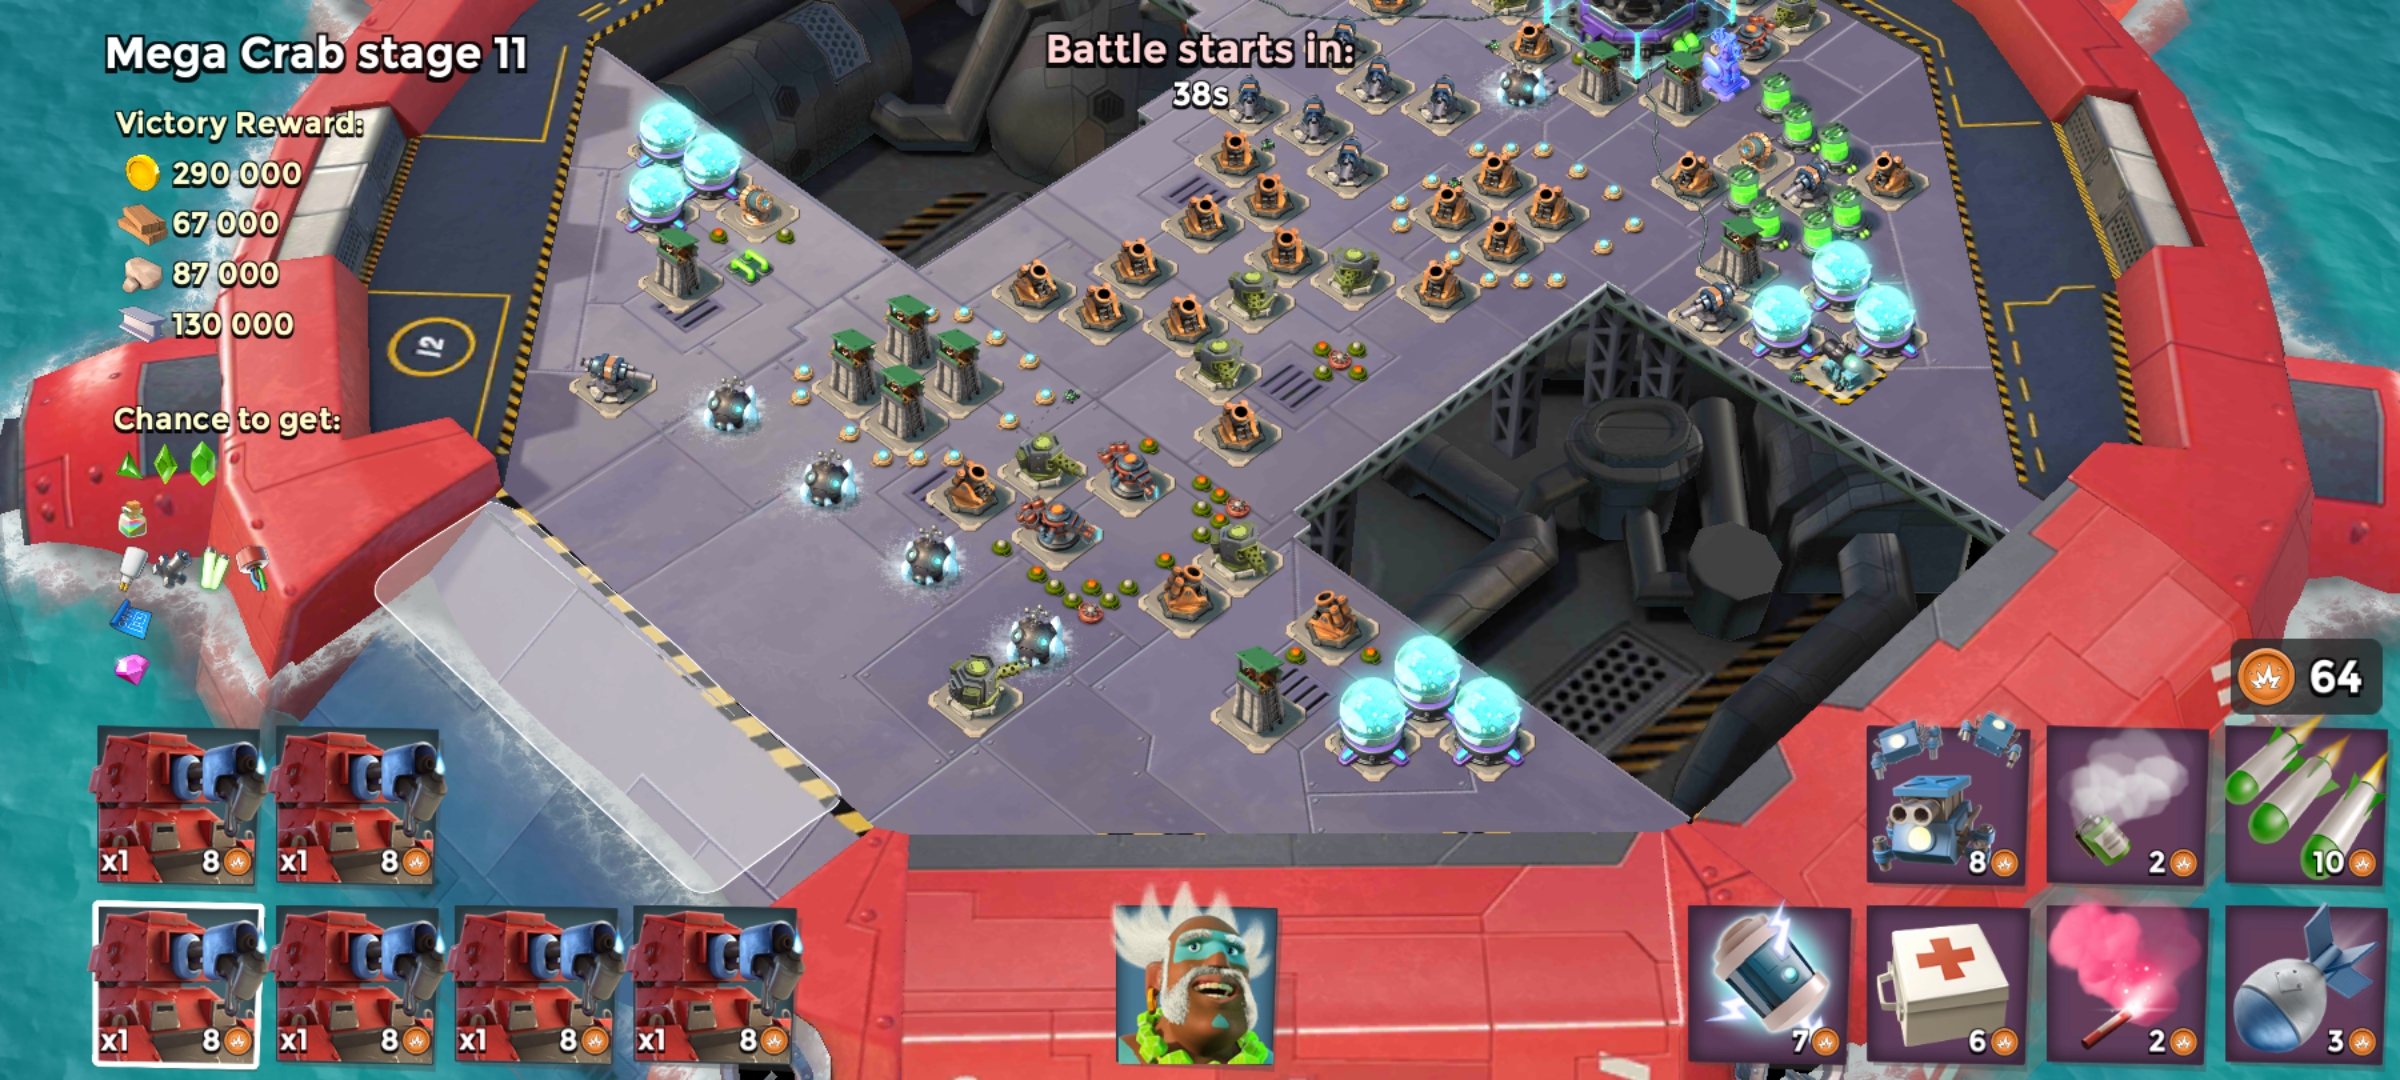 Mega Crab stage 11
Battle starts in:
38s
Victory Reward:
290 000
67 000
87 000
130 000
12
Chance to get:
64
x1 8
x1 8
8
2
10
x1 8
x1 8
x1 8
x1 8
7
6
2
3